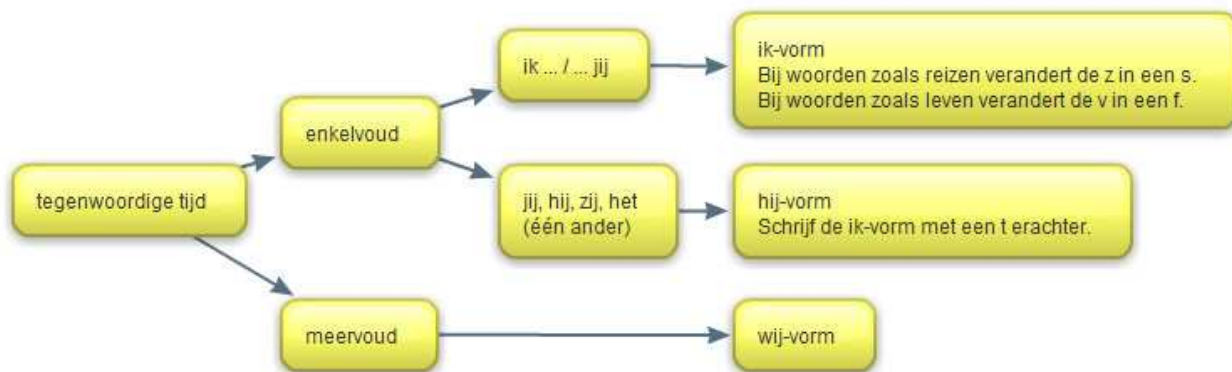 tegenwoordige tijd
enkelvoud
ik ... / ... jij
ik-vorm
Bij woorden zoals reizen verandert de z in een s.
Bij woorden zoals leven verandert de v in een f.
jij, hij, zij, het
(één ander)
hij-vorm
Schrijf de ik-vorm met een t erachter.
meervoud
wij-vorm